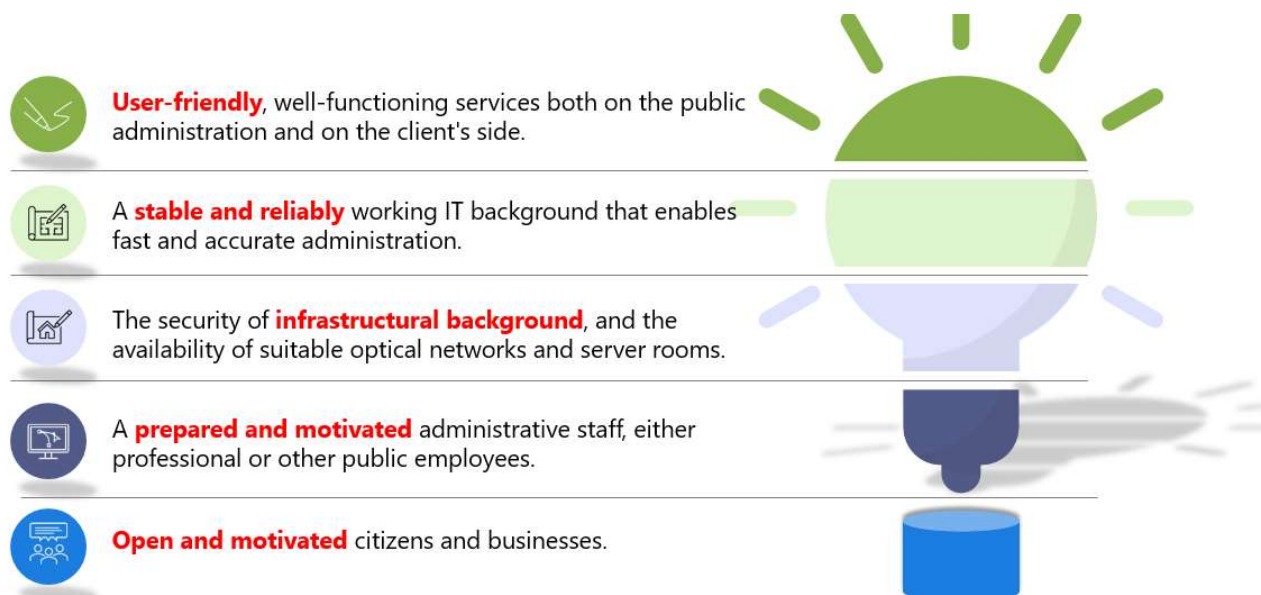 User-friendly, well-functioning services both on the public
administration and on the client's side.
A stable and reliably working IT background that enables
fast and accurate administration.
The security of infrastructural background, and the
availability of suitable optical networks and server rooms.
A prepared and motivated administrative staff, either
professional or other public employees.
Open and motivated citizens and businesses.